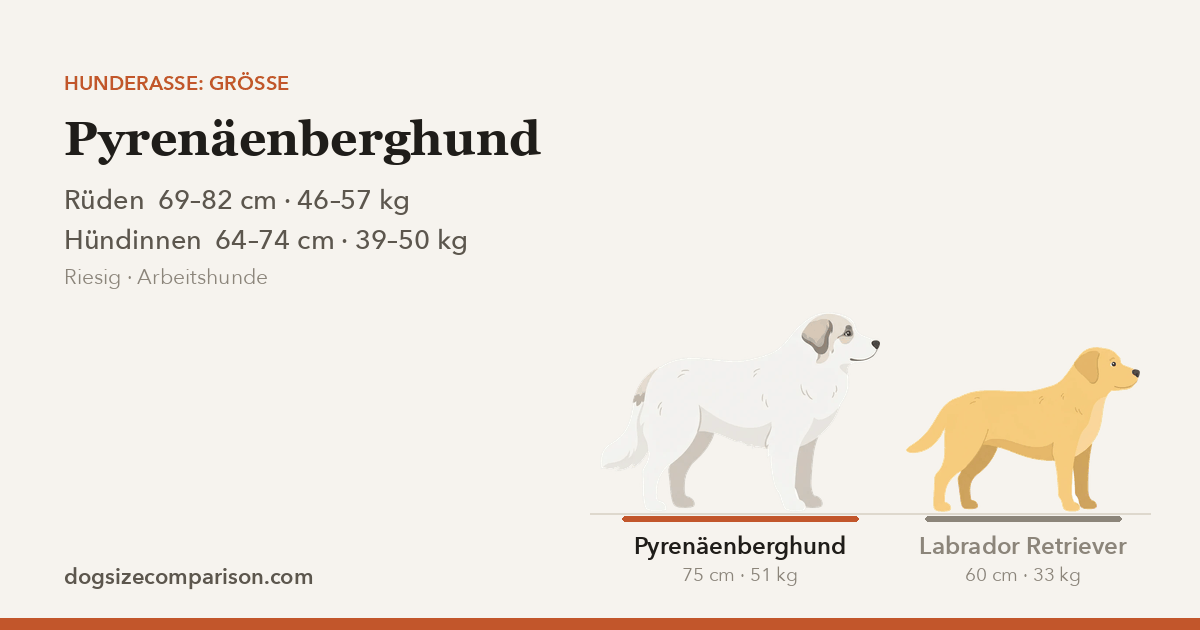 HUNDERASSE: GRÖSSE
Pyrenäenberghund
Rüden 69–82 cm · 46–57 kg
Hündinnen 64–74 cm · 39–50 kg
Riesig · Arbeitshunde
Pyrenäenberghund
75 cm · 51 kg
Labrador Retriever
60 cm · 33 kg
dogsizecomparison.com